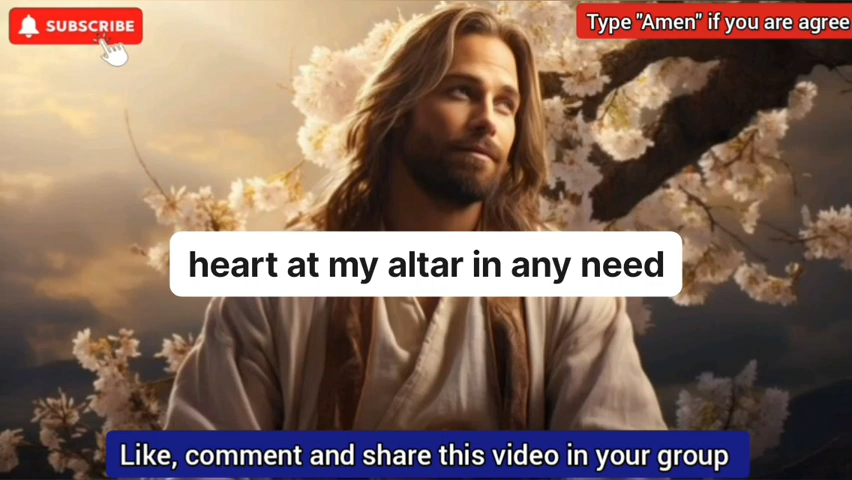 SUBSCRIBE
Type "Amen" if you are agree
heart at my altar in any need
Like, comment and share this video in your group